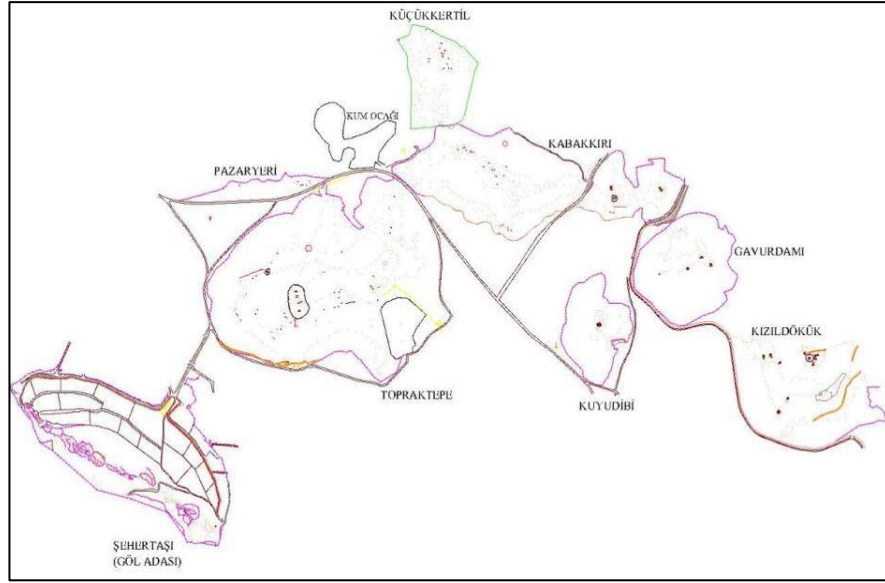 KÜÇÜKKERTİL
KUM OCAĞI
KABAKKIRI
PAZARYERİ
GAVURDAMI
KIZILDÖKÜK
TOPRAKTEPE
KUYUDİBİ
ŞEHERTAŞI
(GÖL ADASI)